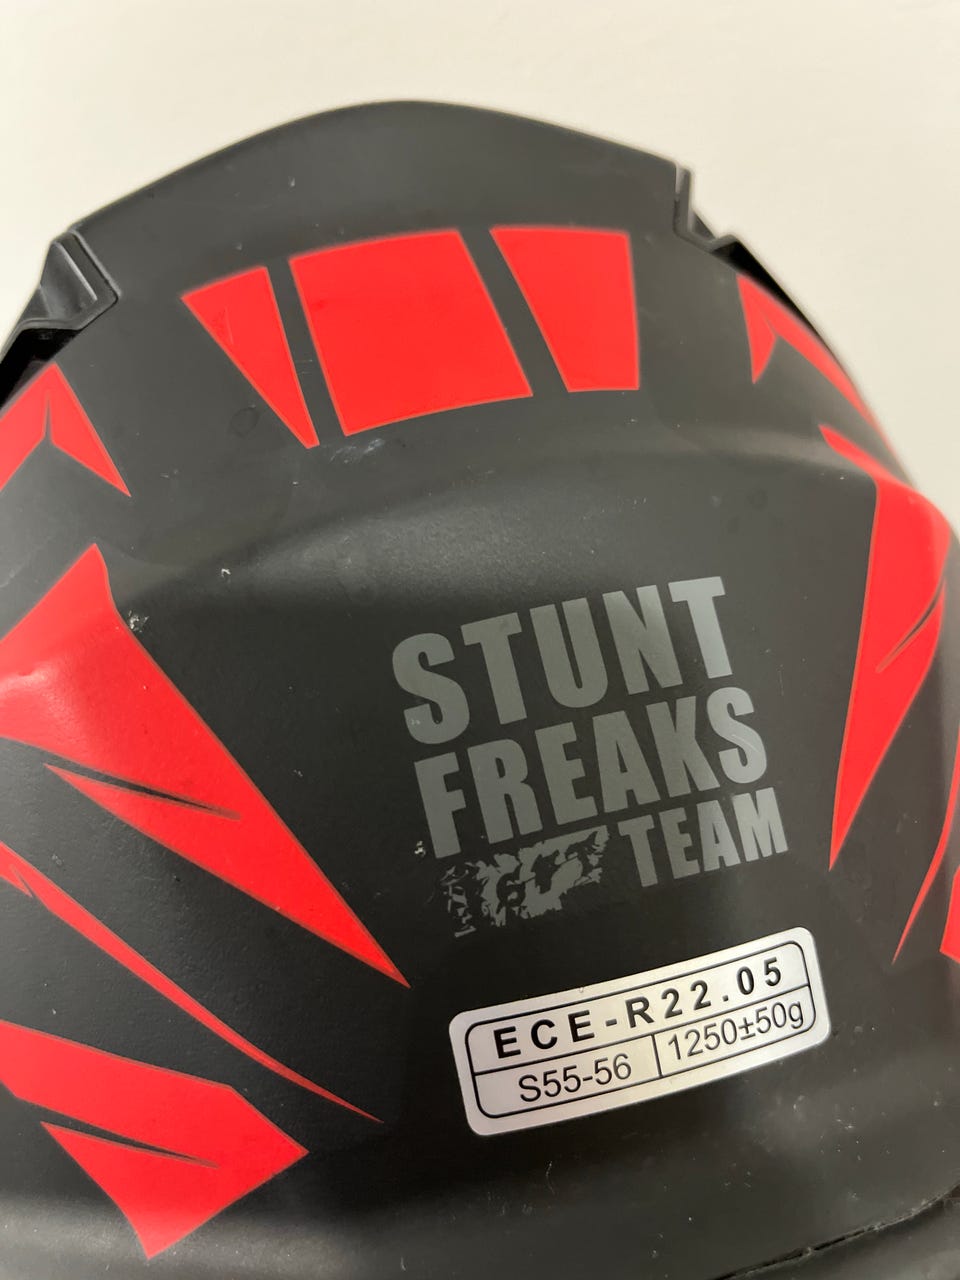 STUNT
FREAKS
TEAM
ECE-R22.05
S55-56 1250±50g